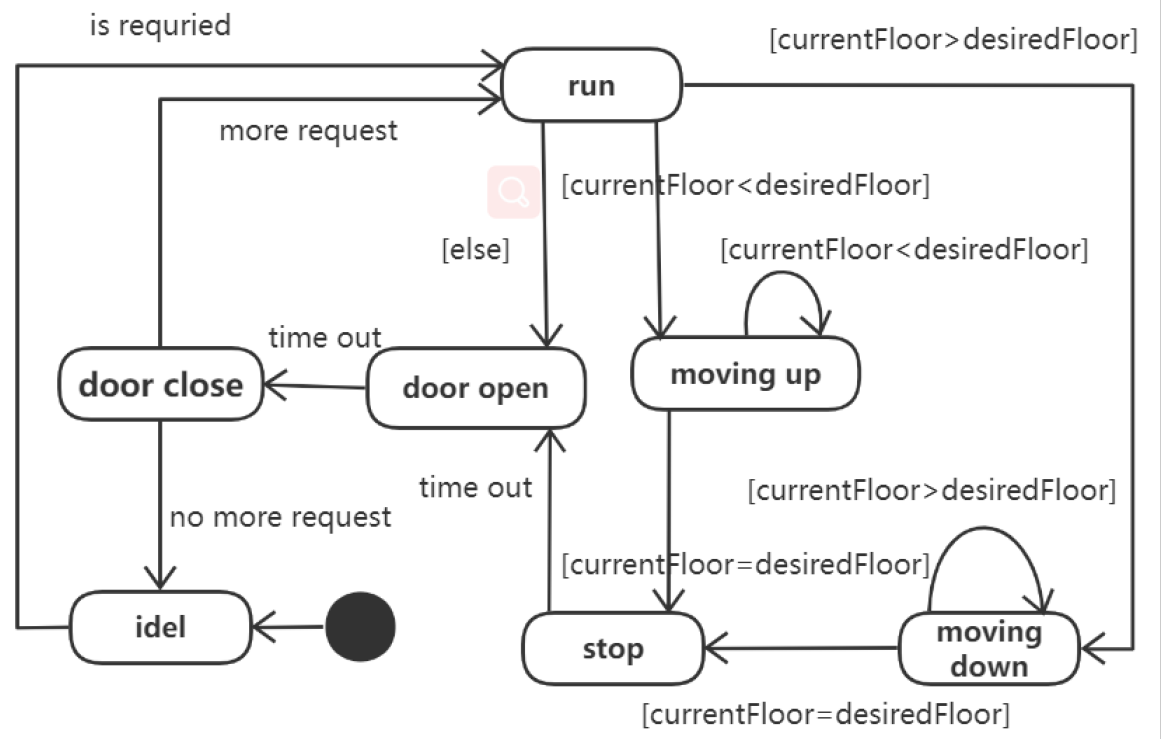 is requried
[currentFloor>desiredFloor]
run
more request
[currentFloor<desiredFloor]
[else]
[currentFloor<desiredFloor]
time out
door close
door open
moving up
time out
[currentFloor>desiredFloor]
no more request
[currentFloor=desiredFloor]
idel
stop
moving
down
[currentFloor=desiredFloor]